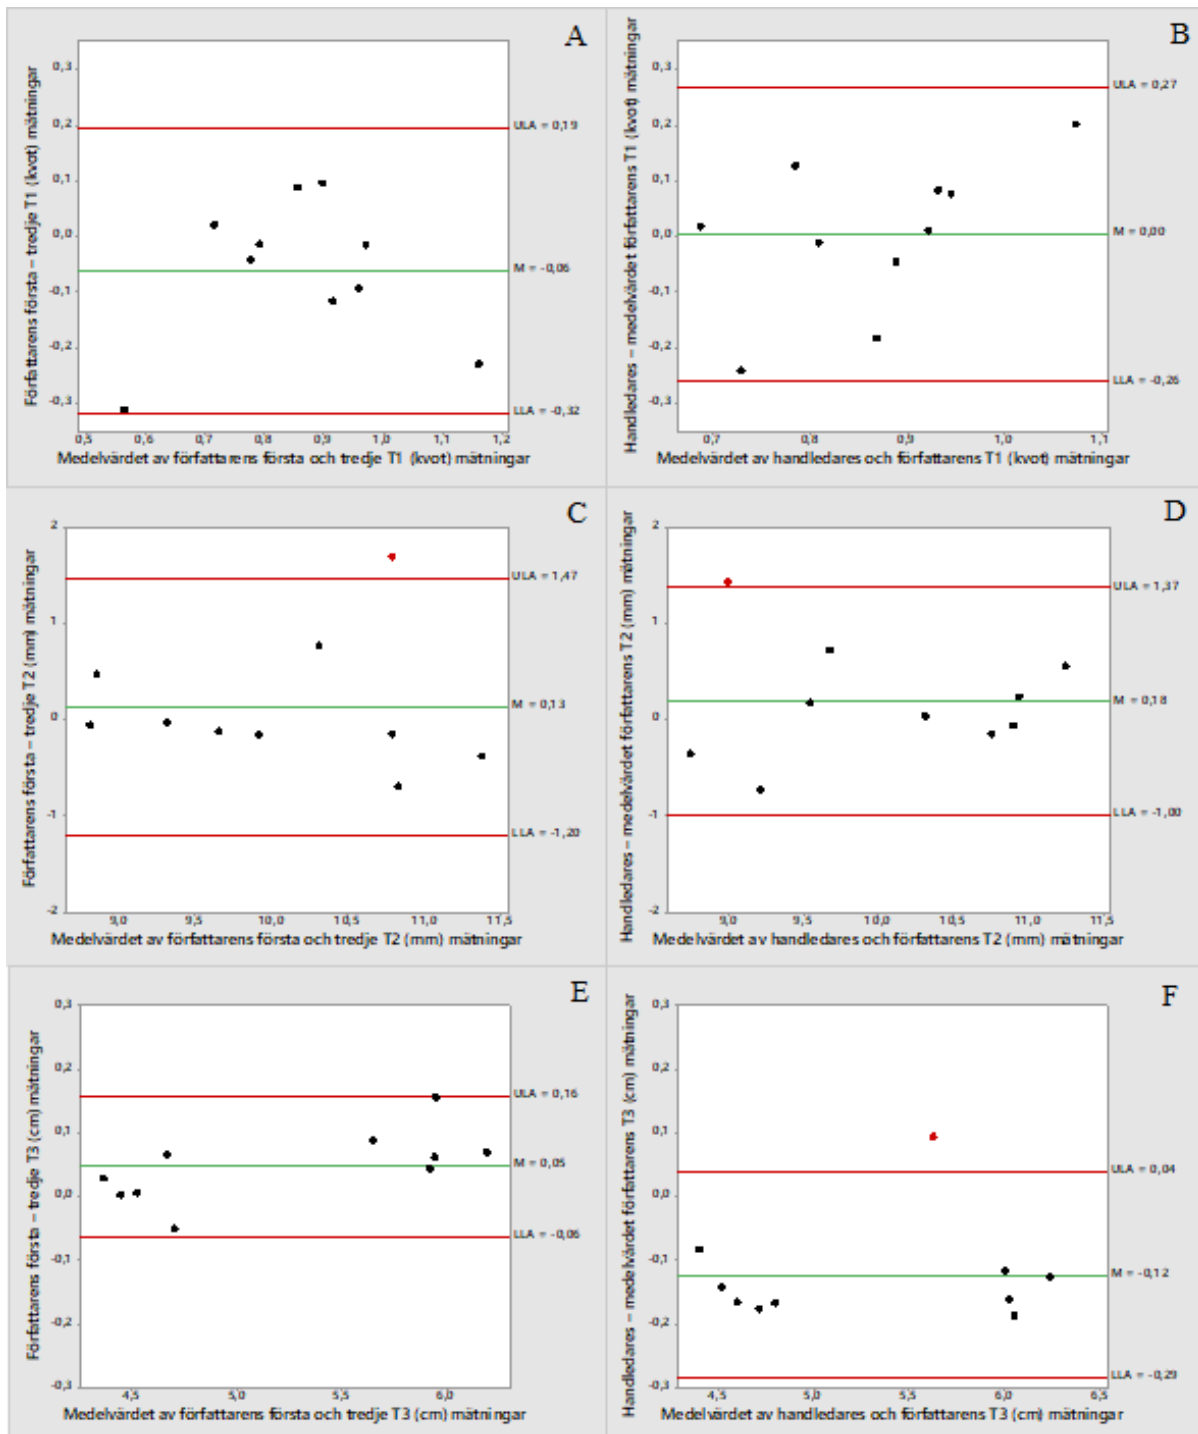 A
Författarens första – tredje T1 (kvot) mätningar
0,3
0,2
0,1
0,0
-0,1
-0,2
-0,3
ULA = 0,19
M = -0,06
LLA = -0,32
0,5 0,6 0,7 0,8 0,9 1,0 1,1 1,2
Medelvärdet av författarens första och tredje T1 (kvot) mätningar
B
Handledares – medelvärdet författarens T1 (kvot) mätningar
0,3
0,2
0,1
0,0
-0,1
-0,2
-0,3
ULA = 0,27
M = 0,00
LLA = -0,26
0,7 0,8 0,9 1,0 1,1
Medelvärdet av handledares och författarens T1 (kvot) mätningar
C
Författarens första – tredje T2 (mm) mätningar
2
1
0
-1
-2
ULA = 1,47
M = 0,13
LLA = -1,20
9,0 9,5 10,0 10,5 11,0 11,5
Medelvärdet av författarens första och tredje T2 (mm) mätningar
D
Handledares – medelvärdet författarens T2 (mm) mätningar
2
1
0
-1
-2
ULA = 1,37
M = 0,18
LLA = -1,00
9,0 9,5 10,0 10,5 11,0 11,5
Medelvärdet av handledares och författarens T2 (mm) mätningar
E
Författarens första – tredje T3 (cm) mätningar
0,3
0,2
0,1
0,0
-0,1
-0,2
-0,3
ULA = 0,16
M = 0,05
LLA = -0,06
4,5 5,0 5,5 6,0
Medelvärdet av författarens första och tredje T3 (cm) mätningar
F
Handledares – medelvärdet författarens T3 (cm) mätningar
0,3
0,2
0,1
0,0
-0,1
-0,2
-0,3
ULA = 0,04
M = -0,12
LLA = -0,29
4,5 5,0 5,5 6,0 6,5
Medelvärdet av handledares och författarens T3 (cm) mätningar